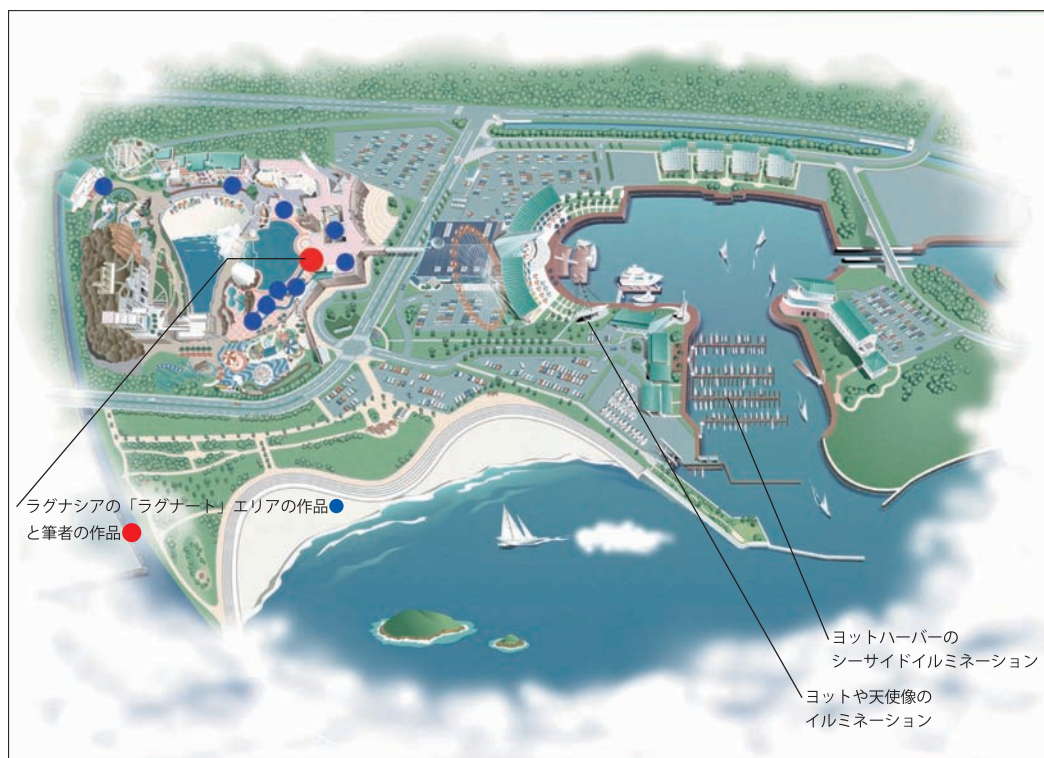 ラグナシアの「ラグナート」エリアの作品
と筆者の作品
ヨットハーバーの
シーサイドイルミネーション
ヨットや天使像の
イルミネーション